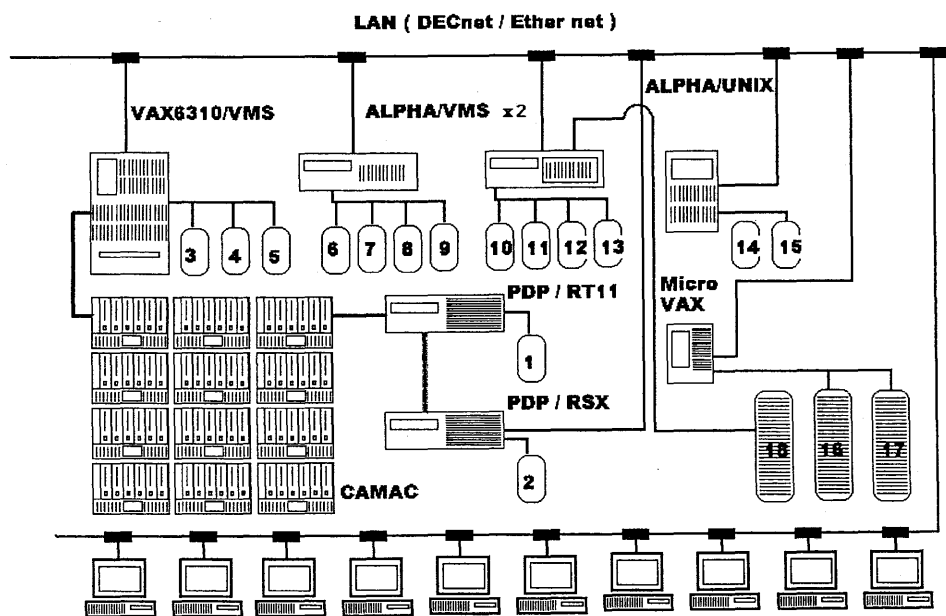 LAN ( DECnet / Ether net )
VAX6310/VMS
ALPHA/VMS x2
ALPHA/UNIX
3 4 5
6 7 8 9
10 11 12 13
14 15
PDP / RT11
Micro
VAX
1
PDP / RSX
2
CAMAC
16 17